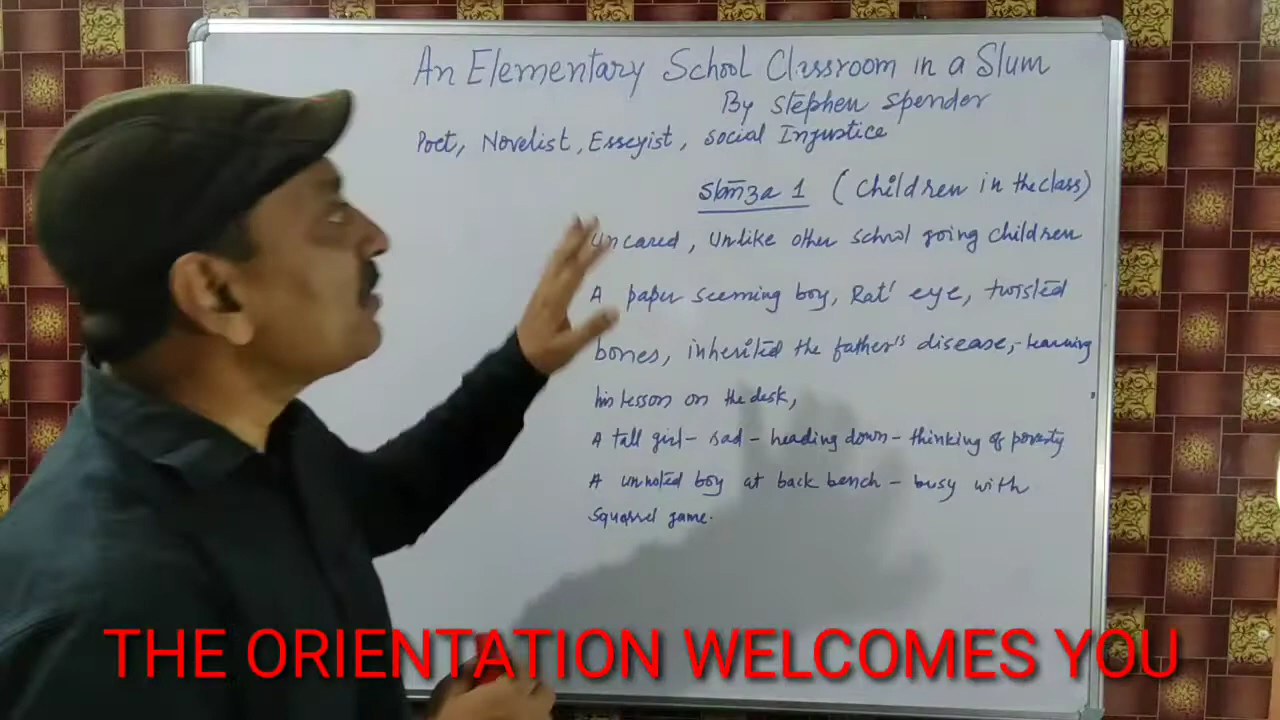 An Elementary School Classroom in a Slum
By Stephen Spender
Poet, Novelist, Esseyist, social Injustice
Stanza 1 (Children in the class)
Uncared, Unlike other school going children
A paper seeming boy, Rat' eye, twisted
bones, inherited the father's disease,- learning
his lesson on the desk,
A tall girl - sad - heading down - thinking of poverty
A unnoted boy at back bench - busy with
squarrel game.
THE ORIENTATION WELCOMES YOU